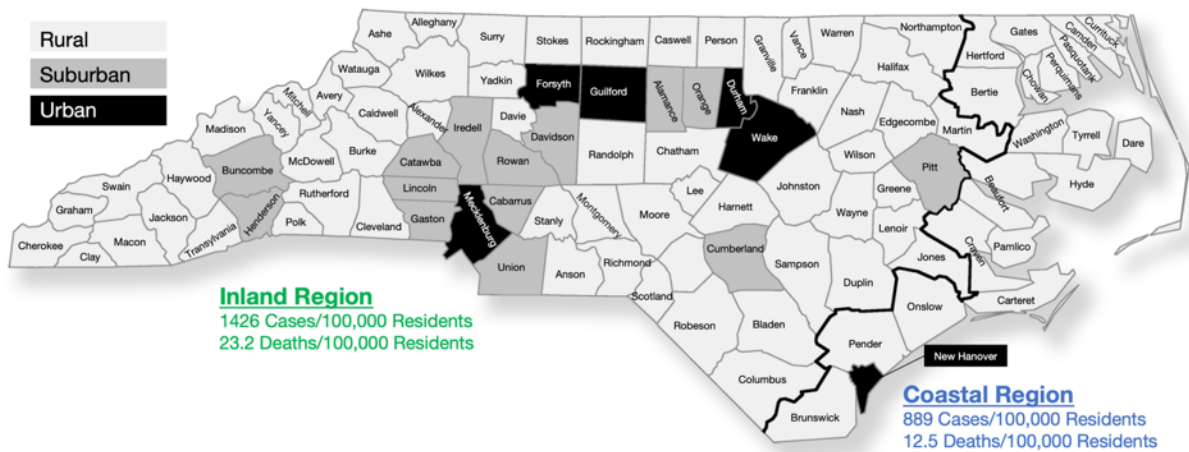 Rural
Suburban
Urban
Ashe
Alleghany
Surry
Stokes
Rockingham
Caswell
Person
Granville
Vance
Warren
Northampton
Gates
Currituck
Camden
Pasquotank
Perquimans
Chowan
Hertford
Halifax
Bertie
Watauga
Wilkes
Yadkin
Forsyth
Guilford
Alamance
Orange
Durham
Franklin
Nash
Edgecombe
Martin
Washington
Tyrrell
Dare
Mitchell
Avery
Yancey
Caldwell
Alexander
Iredell
Davie
Davidson
Randolph
Chatham
Wake
Wilson
Pitt
Beaufort
Hyde
Madison
Buncombe
McDowell
Burke
Catawba
Rowan
Haywood
Swain
Rutherford
Lincoln
Cabarrus
Lee
Johnston
Greene
Graham
Jackson
Henderson
Polk
Cleveland
Gaston
Mecklenburg
Stanly
Montgomery
Moore
Harnett
Wayne
Lenoir
Craven
Pamlico
Cherokee
Clay
Macon
Transylvania
Union
Anson
Richmond
Scotland
Cumberland
Sampson
Duplin
Jones
Onslow
Carteret
Robeson
Bladen
Pender
Columbus
Brunswick
New Hanover
Inland Region
1426 Cases/100,000 Residents
23.2 Deaths/100,000 Residents
Coastal Region
889 Cases/100,000 Residents
12.5 Deaths/100,000 Residents